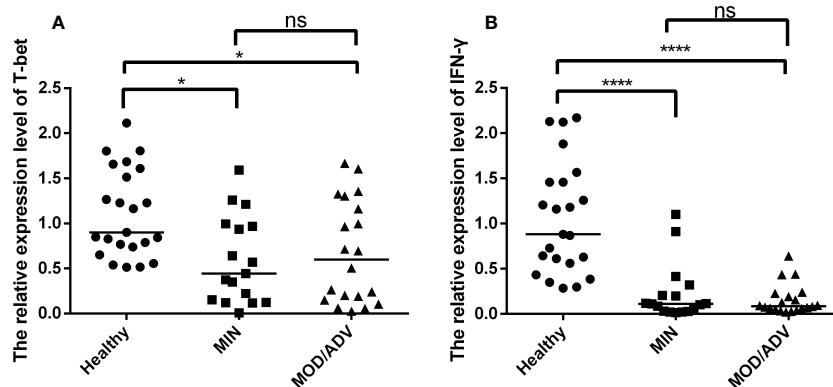 A
ns
*
*
The relative expression level of T-bet
2.5
2.0
1.5
1.0
0.5
0.0
Healthy
MIN
MOD/ADV
B
ns
****
****
The relative expression level of IFN-γ
2.5
2.0
1.5
1.0
0.5
0.0
Healthy
MIN
MOD/ADV